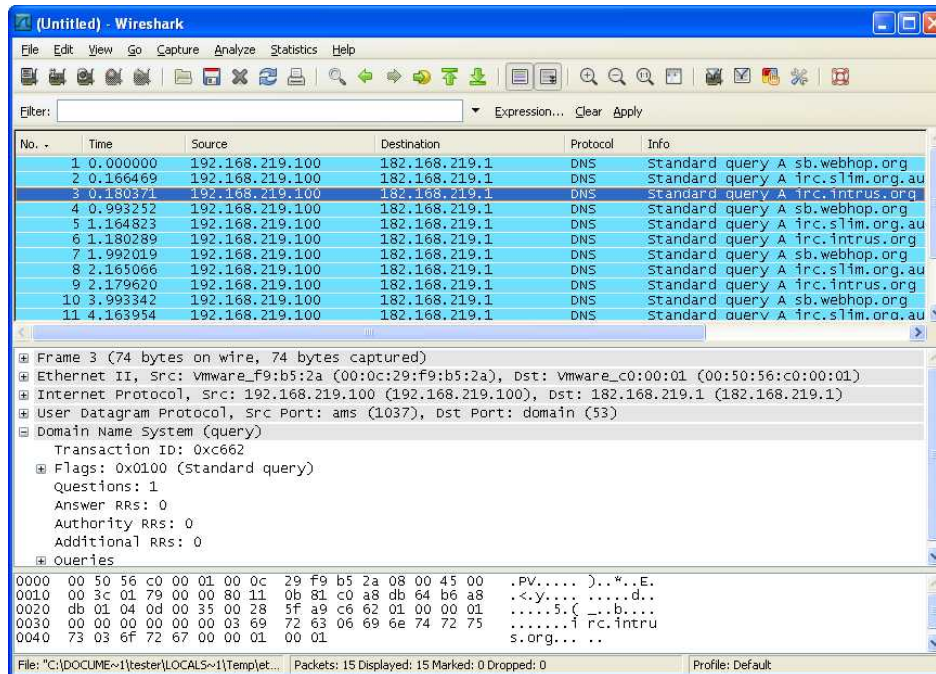 (Untitled) - Wireshark
File Edit View Go Capture Analyze Statistics Help
Filter: Expression... Clear Apply
No. Time Source Destination Protocol Info
1 0.000000 192.168.219.100 182.168.219.1 DNS Standard query A sb.webhop.org
2 0.166469 192.168.219.100 182.168.219.1 DNS Standard query A irc.slim.org.au
3 0.180371 192.168.219.100 182.168.219.1 DNS Standard query A irc.intrus.org
4 0.993252 192.168.219.100 182.168.219.1 DNS Standard query A sb.webhop.org
5 1.164823 192.168.219.100 182.168.219.1 DNS Standard query A irc.slim.org.au
6 1.180289 192.168.219.100 182.168.219.1 DNS Standard query A irc.intrus.org
7 1.992019 192.168.219.100 182.168.219.1 DNS Standard query A sb.webhop.org
8 2.165066 192.168.219.100 182.168.219.1 DNS Standard query A irc.slim.org.au
9 2.179620 192.168.219.100 182.168.219.1 DNS Standard query A irc.intrus.org
10 3.993342 192.168.219.100 182.168.219.1 DNS Standard query A sb.webhop.org
11 4.163954 192.168.219.100 182.168.219.1 DNS Standard query A irc.slim.org.au
Frame 3 (74 bytes on wire, 74 bytes captured)
Ethernet II, Src: Vmware_f9:b5:2a (00:0c:29:f9:b5:2a), Dst: Vmware_c0:00:01 (00:50:56:c0:00:01)
Internet Protocol, Src: 192.168.219.100 (192.168.219.100), Dst: 182.168.219.1 (182.168.219.1)
User Datagram Protocol, Src Port: ams (1037), Dst Port: domain (53)
Domain Name System (query)
Transaction ID: 0xc662
Flags: 0x0100 (Standard query)
Questions: 1
Answer RRs: 0
Authority RRs: 0
Additional RRs: 0
Queries
0000 00 50 56 c0 00 01 00 0c 29 f9 b5 2a 08 00 45 00 .PV..... )..*..E.
0010 00 3c 01 79 00 00 80 11 0b 81 c0 a8 db 64 b6 a8 .<.y.... .....d..
0020 db 01 04 0d 00 35 00 28 5f a9 c6 62 01 00 00 01 .....5.( _..b....
0030 00 00 00 00 00 00 03 69 72 63 06 69 6e 74 72 75 .......i rc.intru
0040 73 03 6f 72 67 00 00 01 00 01 s.org... ..
File: "C:\DOCUME~1\tester\LOCALS~1\Temp\et... Packets: 15 Displayed: 15 Marked: 0 Dropped: 0 Profile: Default